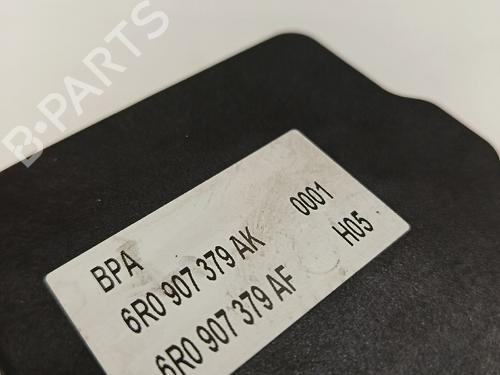 B·PARTS
BPA
6R0 907 379 AK 0001
6R0 907 379 AF H05